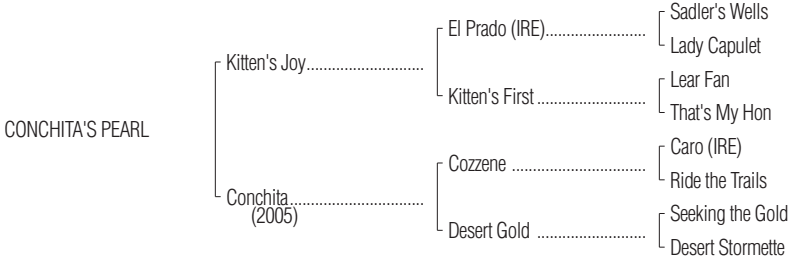 Sadler's Wells
El Prado (IRE)..........................
Lady Capulet
Kitten's Joy..............................
Lear Fan
Kitten's First ...........................
That's My Hon
CONCHITA'S PEARL
Caro (IRE)
Cozzene ..................................
Ride the Trails
Conchita..................................
(2005)
Seeking the Gold
Desert Gold ...........................
Desert Stormette